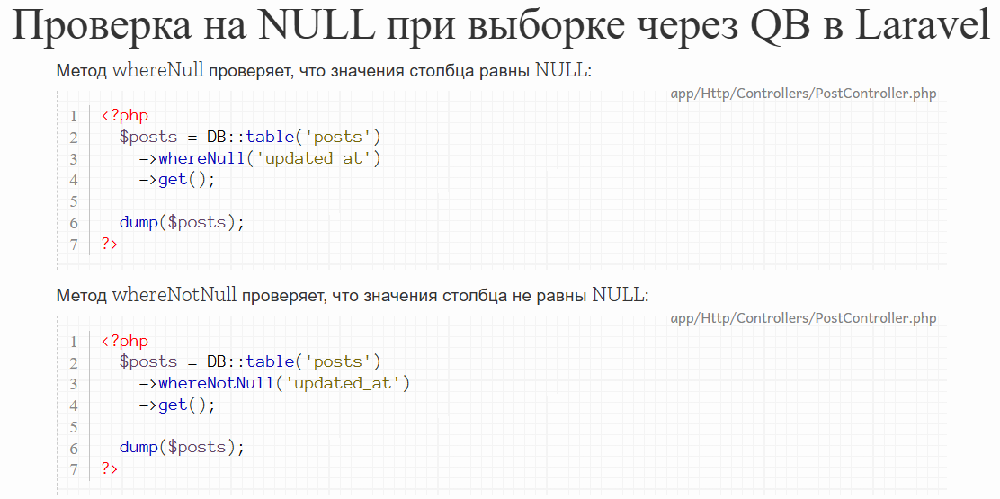 Проверка на NULL при выборке через QB в Laravel
Метод whereNull проверяет, что значения столбца равны NULL:
app/Http/Controllers/PostController.php
1 <?php
2 $posts = DB::table('posts')
3 ->whereNull('updated_at')
4 ->get();
5
6 dump($posts);
7 ?>
Метод whereNotNull проверяет, что значения столбца не равны NULL:
app/Http/Controllers/PostController.php
1 <?php
2 $posts = DB::table('posts')
3 ->whereNotNull('updated_at')
4 ->get();
5
6 dump($posts);
7 ?>